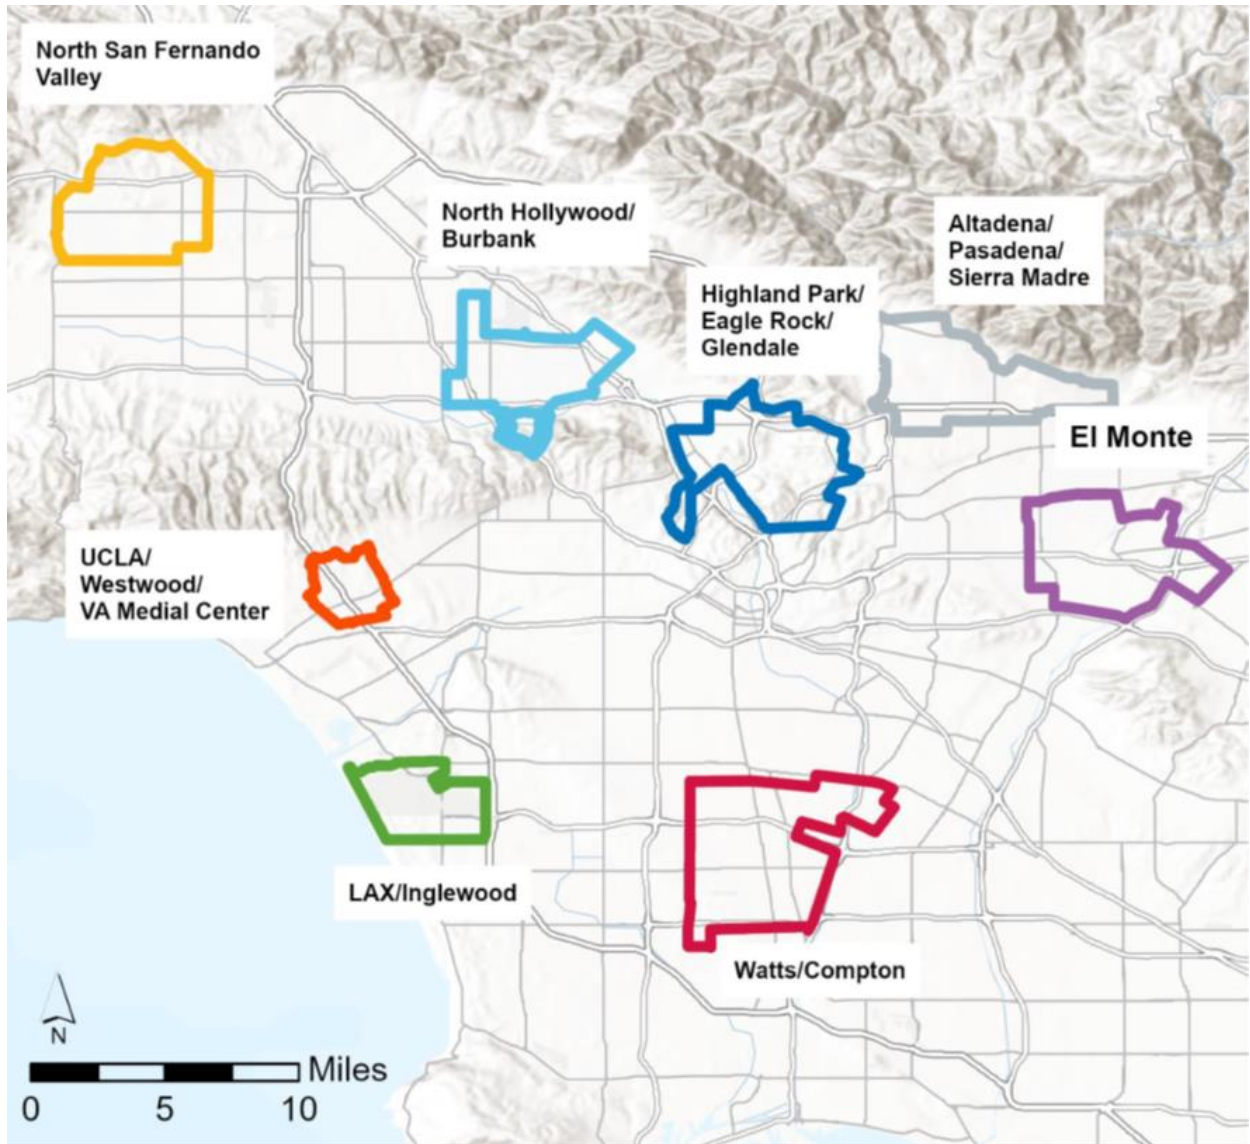 North San Fernando
Valley
North Hollywood/
Burbank
Altadena/
Pasadena/
Sierra Madre
Highland Park/
Eagle Rock/
Glendale
El Monte
UCLA/
Westwood/
VA Medial Center
LAX/Inglewood
Watts/Compton
N
Miles
0 5 10